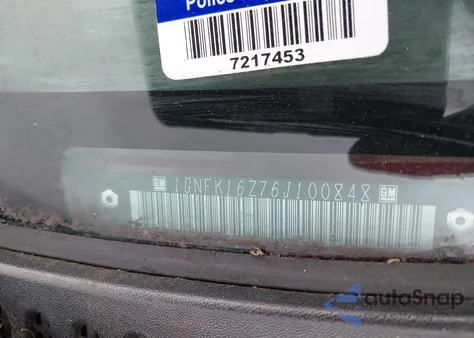 Police
7217453
GM 1GNFK16Z76J100848 GM
autoSnap